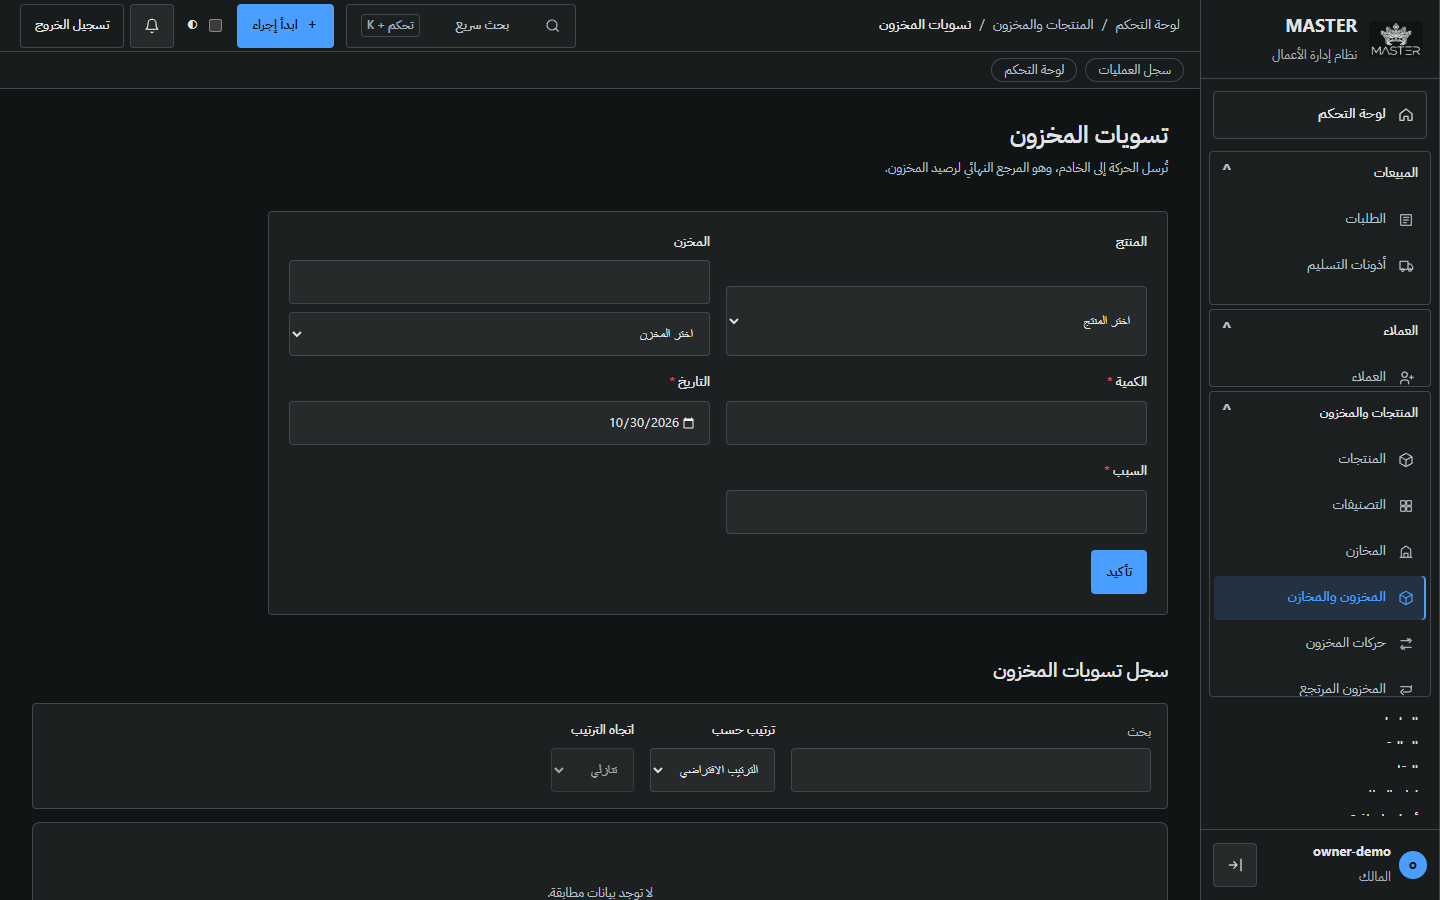 MASTER
نظام إدارة الأعمال
MASTER
لوحة التحكم
المبيعات
الطلبات
أذونات التسليم
العملاء
العملاء
المنتجات والمخزون
المنتجات
التصنيفات
المخازن
المخزون والمخازن
حركات المخزون
المخزون المرتجع
owner-demo
المالك
o
لوحة التحكم / المنتجات والمخزون / تسويات المخزون
بحث سريع
تحكم + K
+ ابدأ إجراء
تسجيل الخروج
سجل العمليات
لوحة التحكم
تسويات المخزون
تُرسل الحركة إلى الخادم، وهو المرجع النهائي لرصيد المخزون.
المنتج
اختر المنتج
المخزن
اختر المخزن
الكمية *
التاريخ *
10/30/2026
السبب *
تأكيد
سجل تسويات المخزون
بحث
ترتيب حسب
الترتيب الافتراضي
اتجاه الترتيب
تنازلي
لا توجد بيانات مطابقة.